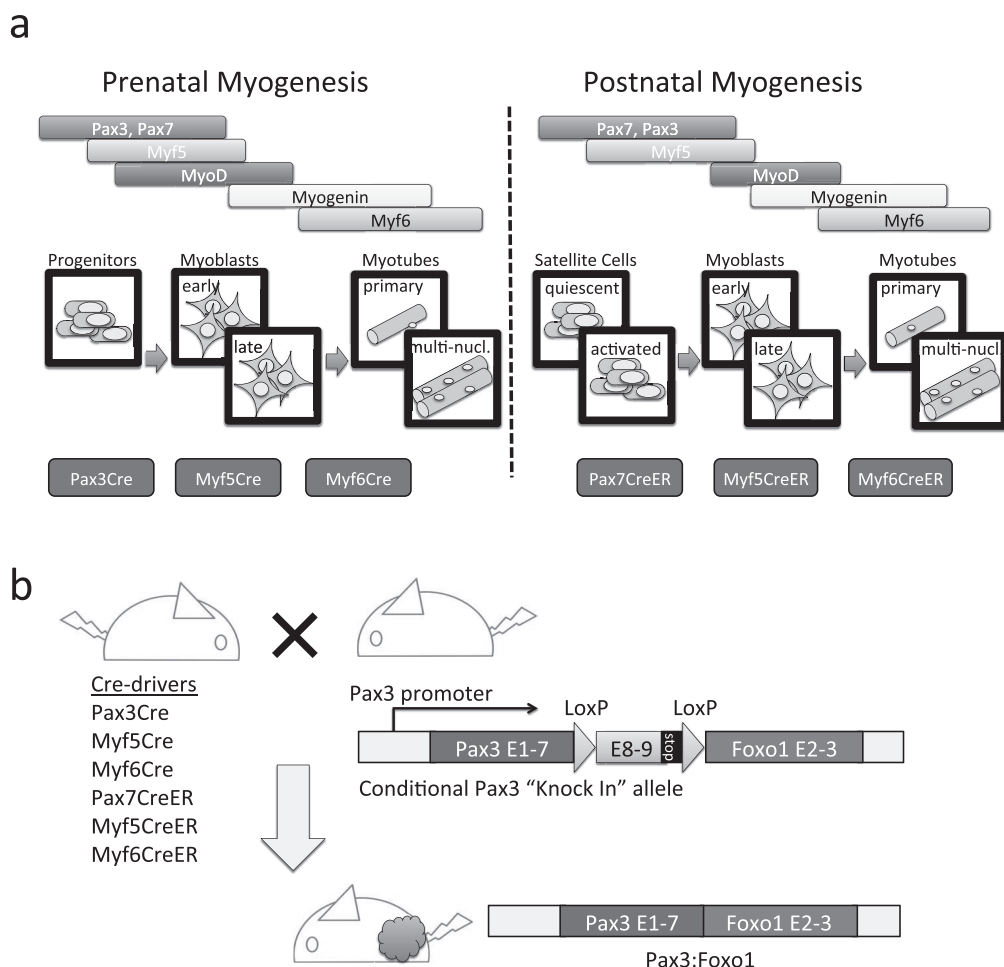 a
Prenatal Myogenesis
Pax3, Pax7
Myf5
MyoD
Myogenin
Myf6
Progenitors
Myoblasts
early
late
Myotubes
primary
multi-nucl.
Pax3Cre
Myf5Cre
Myf6Cre
Postnatal Myogenesis
Pax7, Pax3
Myf5
MyoD
Myogenin
Myf6
Satellite Cells
quiescent
activated
Myoblasts
early
late
Myotubes
primary
multi-nucl
Pax7CreER
Myf5CreER
Myf6CreER
b
Cre-drivers
Pax3Cre
Myf5Cre
Myf6Cre
Pax7CreER
Myf5CreER
Myf6CreER
Pax3 promoter
LoxP
LoxP
Pax3 E1-7
E8-9
stop
Foxo1 E2-3
Conditional Pax3 “Knock In” allele
Pax3 E1-7
Foxo1 E2-3
Pax3:Foxo1